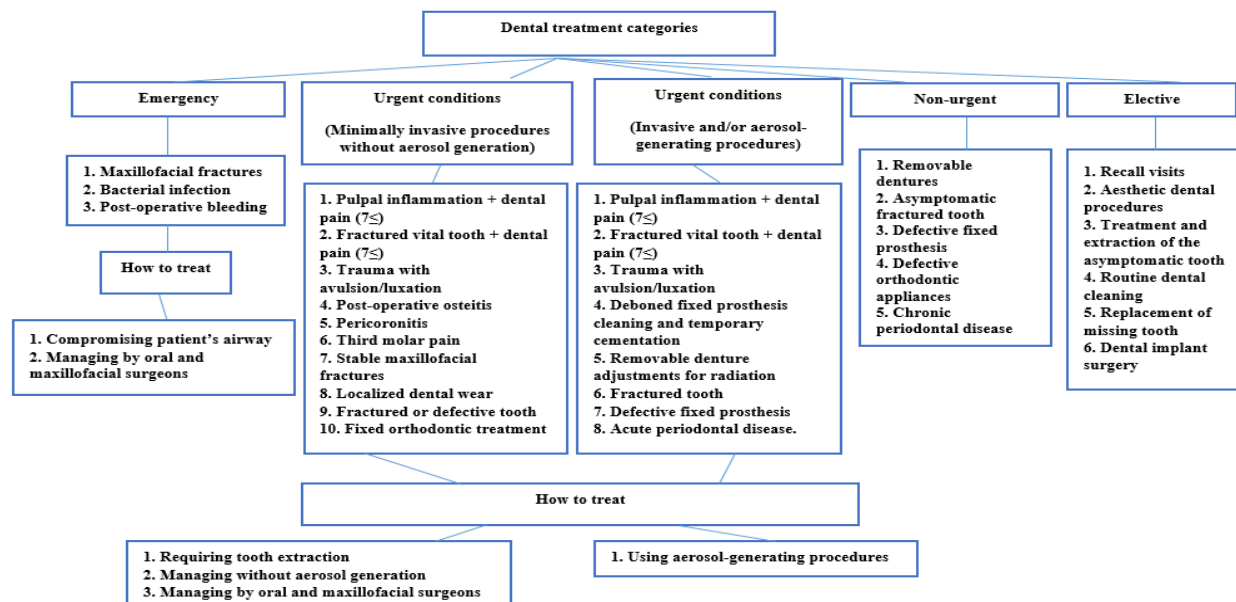 Dental treatment categories
Emergency
Urgent conditions
(Minimally invasive procedures
without aerosol generation)
Urgent conditions
(Invasive and/or aerosol-
generating procedures)
Non-urgent
Elective
1. Maxillofacial fractures
2. Bacterial infection
3. Post-operative bleeding
How to treat
1. Compromising patient's airway
2. Managing by oral and
maxillofacial surgeons
1. Pulpal inflammation + dental
pain (7≤)
2. Fractured vital tooth + dental
pain (7≤)
3. Trauma with
avulsion/luxation
4. Post-operative osteitis
5. Pericoronitis
6. Third molar pain
7. Stable maxillofacial
fractures
8. Localized dental wear
9. Fractured or defective tooth
10. Fixed orthodontic treatment
1. Pulpal inflammation + dental
pain (7≤)
2. Fractured vital tooth + dental
pain (7≤)
3. Trauma with
avulsion/luxation
4. Deboned fixed prosthesis
cleaning and temporary
cementation
5. Removable denture
adjustments for radiation
6. Fractured tooth
7. Defective fixed prosthesis
8. Acute periodontal disease.
1. Removable
dentures
2. Asymptomatic
fractured tooth
3. Defective fixed
prosthesis
4. Defective
orthodontic
appliances
5. Chronic
periodontal disease
1. Recall visits
2. Aesthetic dental
procedures
3. Treatment and
extraction of the
asymptomatic tooth
4. Routine dental
cleaning
5. Replacement of
missing tooth
6. Dental implant
surgery
How to treat
1. Requiring tooth extraction
2. Managing without aerosol generation
3. Managing by oral and maxillofacial surgeons
1. Using aerosol-generating procedures